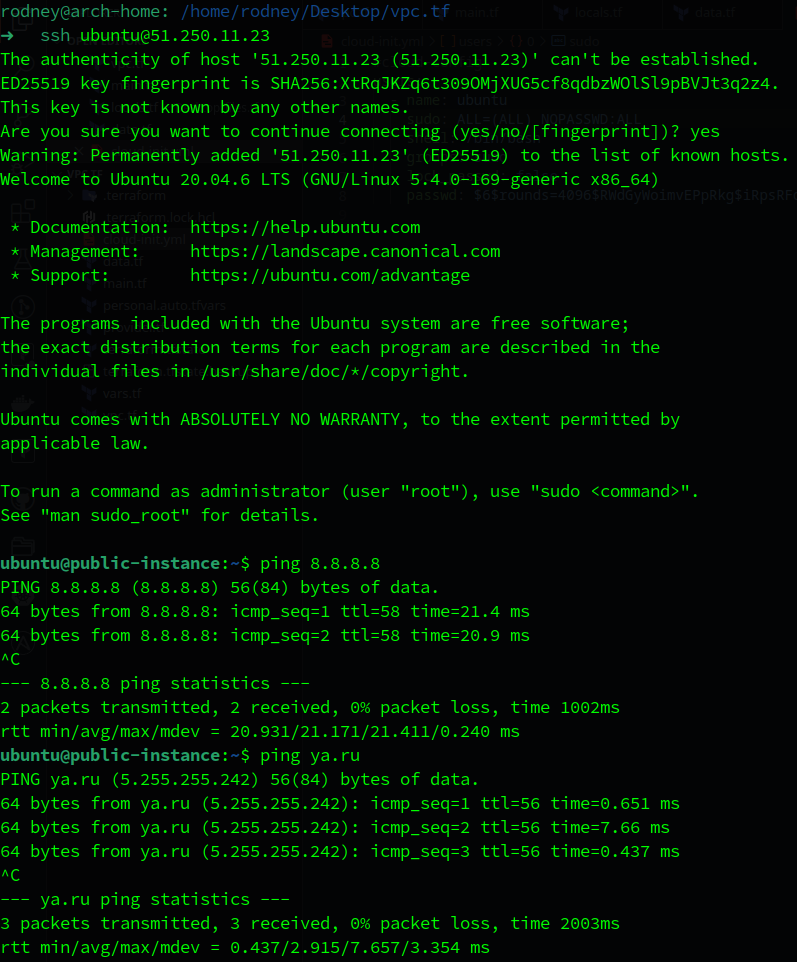 rodney@arch-home: /home/rodney/Desktop/vpc.tf
➜  ssh ubuntu@51.250.11.23
The authenticity of host '51.250.11.23 (51.250.11.23)' can't be established.
ED25519 key fingerprint is SHA256:XtRqJKZq6t309OMjXUG5cf8qdbzWOlSl9pBVJt3q2z4.
This key is not known by any other names.
Are you sure you want to continue connecting (yes/no/[fingerprint])? yes
Warning: Permanently added '51.250.11.23' (ED25519) to the list of known hosts.
Welcome to Ubuntu 20.04.6 LTS (GNU/Linux 5.4.0-169-generic x86_64)

 * Documentation:  https://help.ubuntu.com
 * Management:     https://landscape.canonical.com
 * Support:        https://ubuntu.com/advantage

The programs included with the Ubuntu system are free software;
the exact distribution terms for each program are described in the
individual files in /usr/share/doc/*/copyright.

Ubuntu comes with ABSOLUTELY NO WARRANTY, to the extent permitted by
applicable law.

To run a command as administrator (user "root"), use "sudo <command>".
See "man sudo_root" for details.

ubuntu@public-instance:~$ ping 8.8.8.8
PING 8.8.8.8 (8.8.8.8) 56(84) bytes of data.
64 bytes from 8.8.8.8: icmp_seq=1 ttl=58 time=21.4 ms
64 bytes from 8.8.8.8: icmp_seq=2 ttl=58 time=20.9 ms
^C
--- 8.8.8.8 ping statistics ---
2 packets transmitted, 2 received, 0% packet loss, time 1002ms
rtt min/avg/max/mdev = 20.931/21.171/21.411/0.240 ms
ubuntu@public-instance:~$ ping ya.ru
PING ya.ru (5.255.255.242) 56(84) bytes of data.
64 bytes from ya.ru (5.255.255.242): icmp_seq=1 ttl=56 time=0.651 ms
64 bytes from ya.ru (5.255.255.242): icmp_seq=2 ttl=56 time=7.66 ms
64 bytes from ya.ru (5.255.255.242): icmp_seq=3 ttl=56 time=0.437 ms
^C
--- ya.ru ping statistics ---
3 packets transmitted, 3 received, 0% packet loss, time 2003ms
rtt min/avg/max/mdev = 0.437/2.915/7.657/3.354 ms